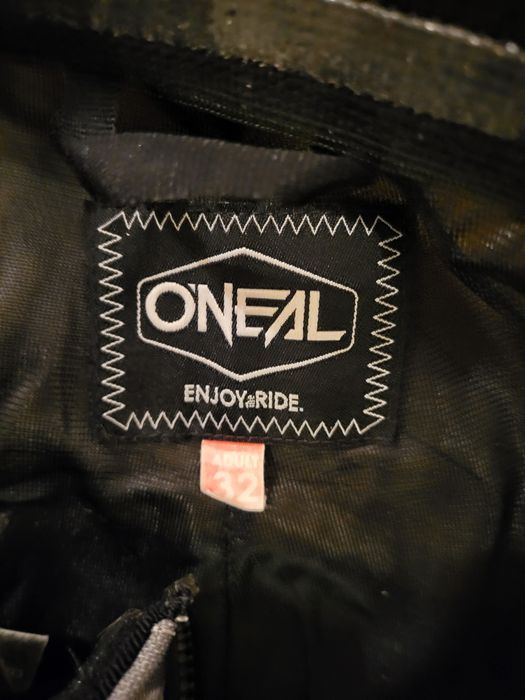 O'NEAL
ENJOY THE RIDE.
ADULT
32